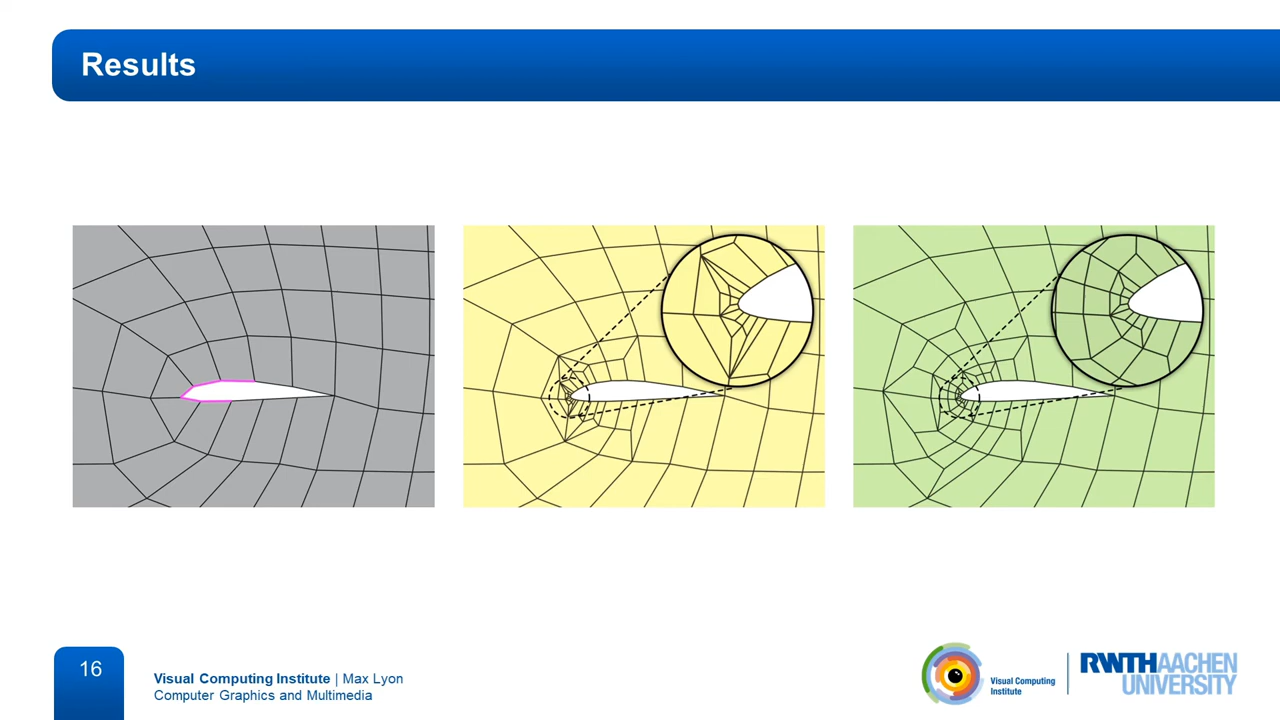 Results
16
Visual Computing Institute | Max Lyon
Computer Graphics and Multimedia
Visual Computing
Institute
RWTHAACHEN
UNIVERSITY